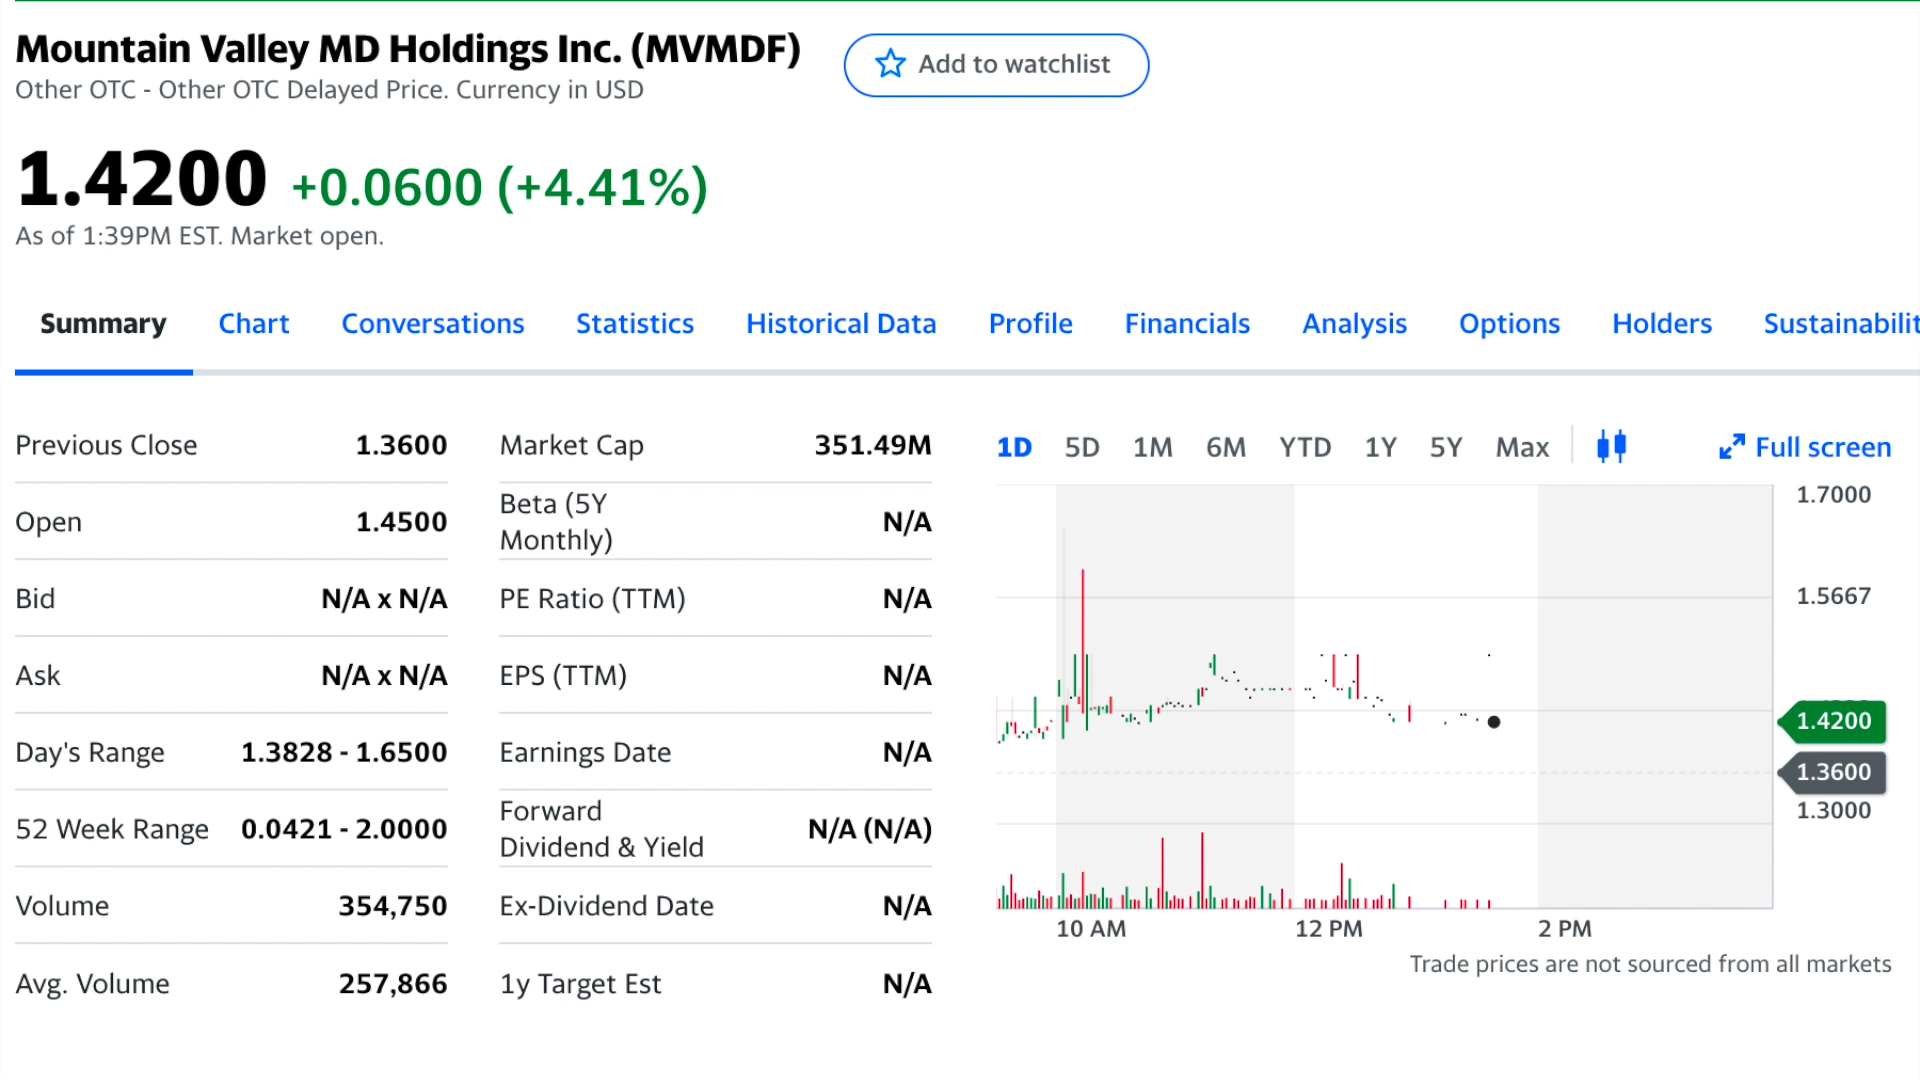 Mountain Valley MD Holdings Inc. (MVMDF)
Add to watchlist
Other OTC - Other OTC Delayed Price. Currency in USD
1.4200 +0.0600 (+4.41%)
As of 1:39PM EST. Market open.
Summary Chart Conversations Statistics Historical Data Profile Financials Analysis Options Holders Sustainabilit
Previous Close 1.3600
Open 1.4500
Bid N/A x N/A
Ask N/A x N/A
Day's Range 1.3828 - 1.6500
52 Week Range 0.0421 - 2.0000
Volume 354,750
Avg. Volume 257,866
Market Cap 351.49M
Beta (5Y
Monthly) N/A
PE Ratio (TTM) N/A
EPS (TTM) N/A
Earnings Date N/A
Forward
Dividend & Yield N/A (N/A)
Ex-Dividend Date N/A
1y Target Est N/A
1D 5D 1M 6M YTD 1Y 5Y Max Full screen
1.7000
1.5667
1.4200
1.3600
1.3000
10 AM 12 PM 2 PM
Trade prices are not sourced from all markets